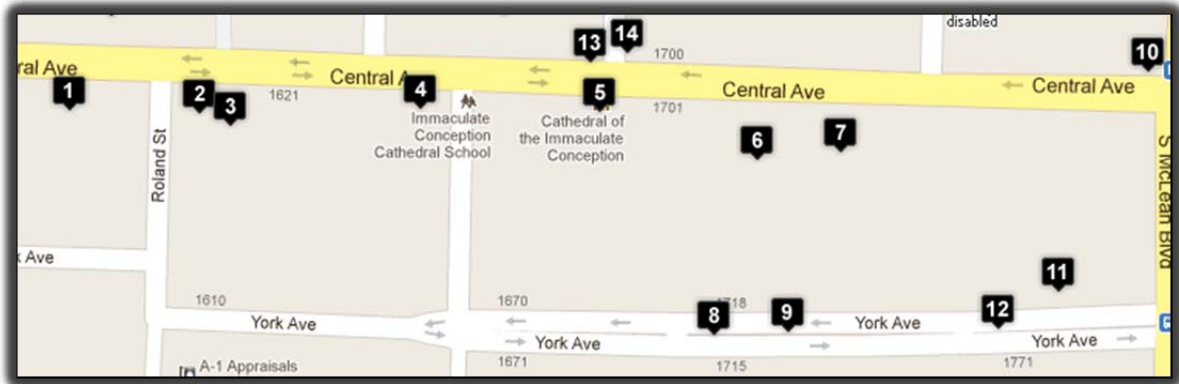 disabled
13
14
1700
10
ral Ave
1
2
3
1621
Central A
4
5
1701
Central Ave
Central Ave
Immaculate
Conception
Cathedral School
Cathedral of
the Immaculate
Conception
6
7
Roland St
S McLean Blvd
k Ave
11
1610
1670
8
718
9
12
York Ave
York Ave
York Ave
York Ave
A-1 Appraisals
1671
1715
1771